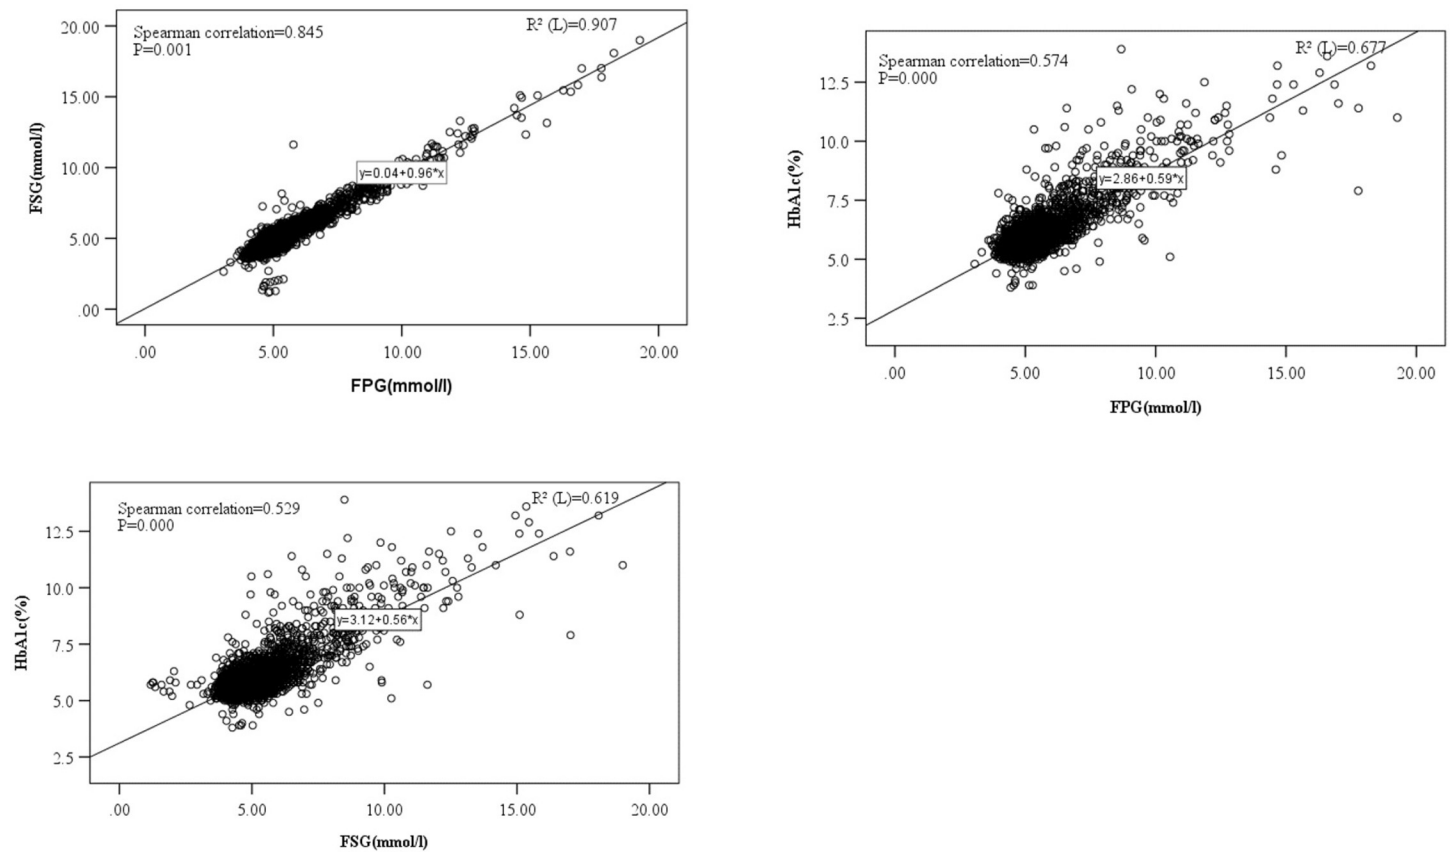 Spearman correlation=0.845
P=0.001
R² (L)=0.907
y=0.04+0.96*x
20.00
15.00
10.00
5.00
.00
FSG(mmol/l)
.00 5.00 10.00 15.00 20.00
FPG(mmol/l)
Spearman correlation=0.574
P=0.000
R² (L)=0.677
y=2.86+0.59*x
12.5
10.0
7.5
5.0
2.5
HbA1c(%)
.00 5.00 10.00 15.00 20.00
FPG(mmol/l)
Spearman correlation=0.529
P=0.000
R² (L)=0.619
y=3.12+0.56*x
12.5
10.0
7.5
5.0
2.5
HbA1c(%)
.00 5.00 10.00 15.00 20.00
FSG(mmol/l)